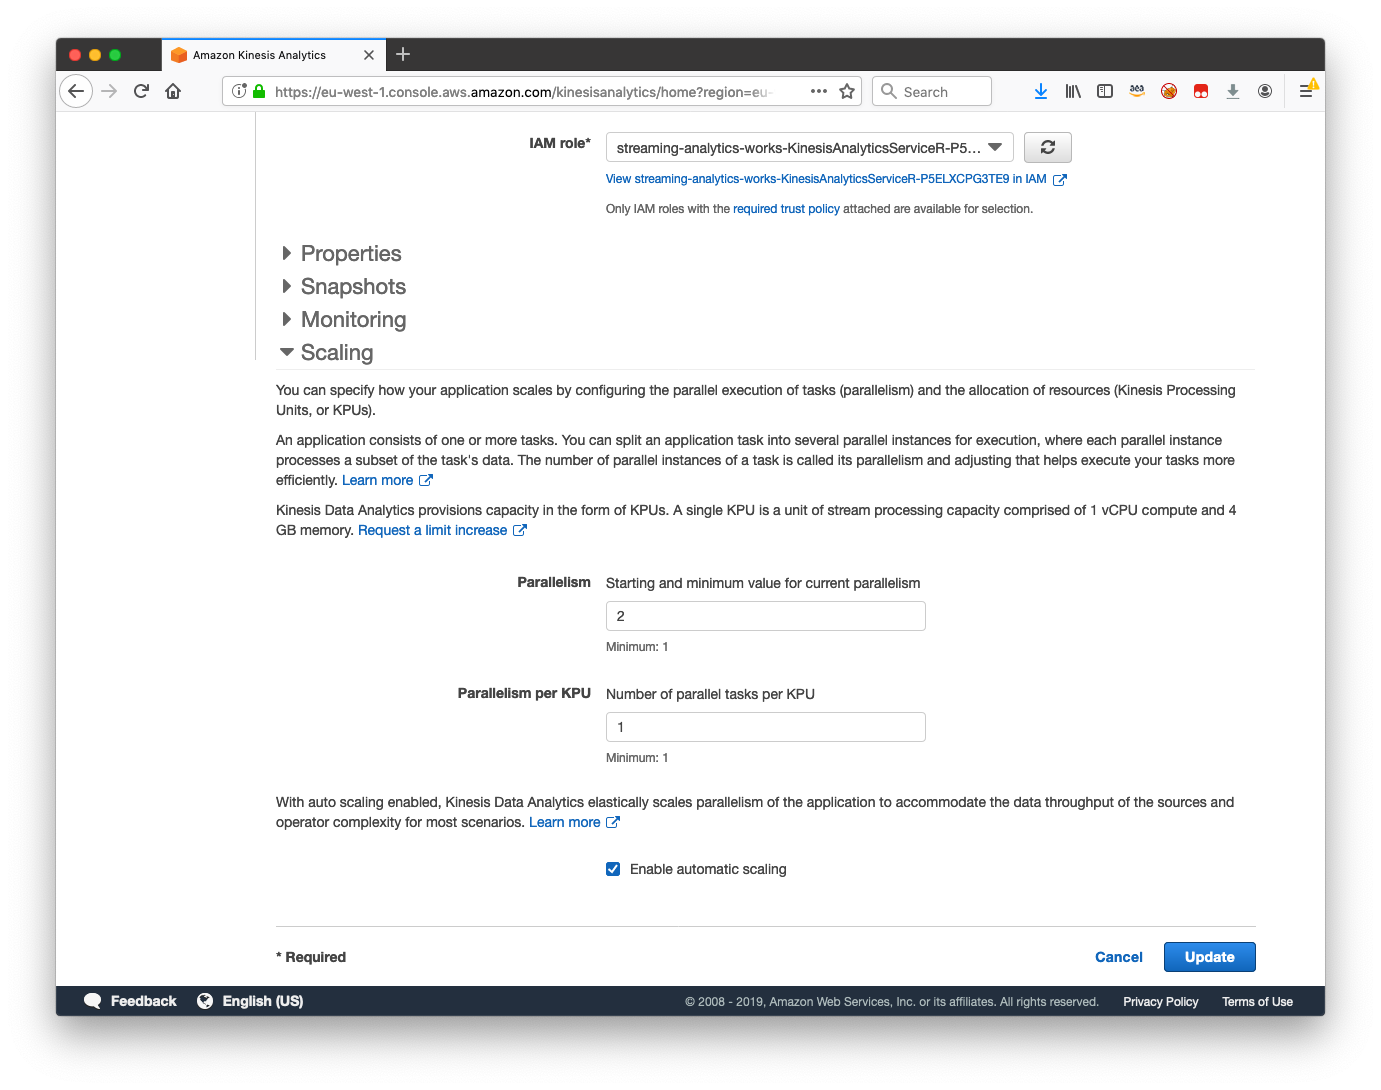 Amazon Kinesis Analytics
https://eu-west-1.console.aws.amazon.com/kinesisanalytics/home?region=eu-
Search
IAM role*
streaming-analytics-works-KinesisAnalyticsServiceR-P5...
View streaming-analytics-works-KinesisAnalyticsServiceR-P5ELXCPG3TE9 in IAM
Only IAM roles with the required trust policy attached are available for selection.
Properties
Snapshots
Monitoring
Scaling
You can specify how your application scales by configuring the parallel execution of tasks (parallelism) and the allocation of resources (Kinesis Processing
Units, or KPUs).
An application consists of one or more tasks. You can split an application task into several parallel instances for execution, where each parallel instance
processes a subset of the task's data. The number of parallel instances of a task is called its parallelism and adjusting that helps execute your tasks more
efficiently. Learn more
Kinesis Data Analytics provisions capacity in the form of KPUs. A single KPU is a unit of stream processing capacity comprised of 1 vCPU compute and 4
GB memory. Request a limit increase
Parallelism Starting and minimum value for current parallelism
2
Minimum: 1
Parallelism per KPU Number of parallel tasks per KPU
1
Minimum: 1
With auto scaling enabled, Kinesis Data Analytics elastically scales parallelism of the application to accommodate the data throughput of the sources and
operator complexity for most scenarios. Learn more
Enable automatic scaling
* Required
Cancel
Update
Feedback English (US) © 2008 - 2019, Amazon Web Services, Inc. or its affiliates. All rights reserved. Privacy Policy Terms of Use